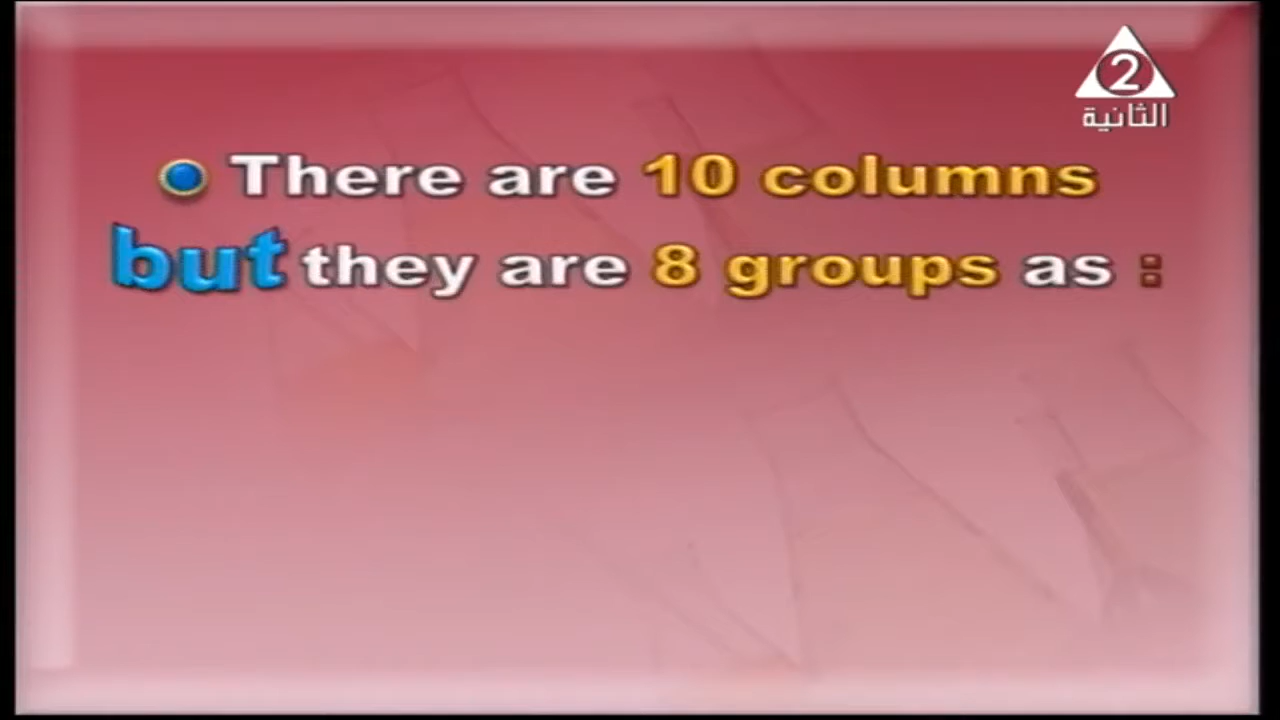 2
الثانية
There are 10 columns
but they are 8 groups as :